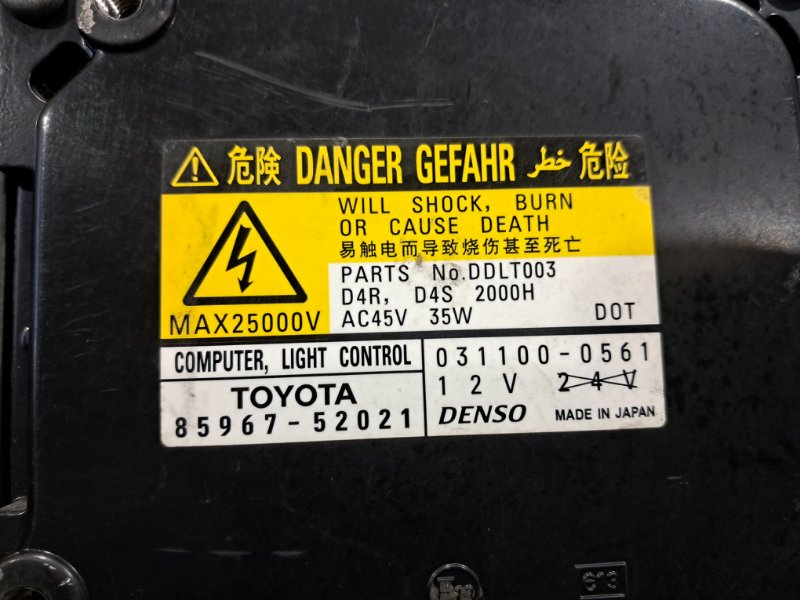 危険 DANGER GEFAHR خطر 危险
WILL SHOCK, BURN
OR CAUSE DEATH
易触电而导致烧伤甚至死亡
MAX25000V
PARTS No.DDLT003
D4R, D4S 2000H
AC45V 35W DOT
COMPUTER, LIGHT CONTROL
TOYOTA
85967-52021
031100-0561
12V 24V
DENSO MADE IN JAPAN